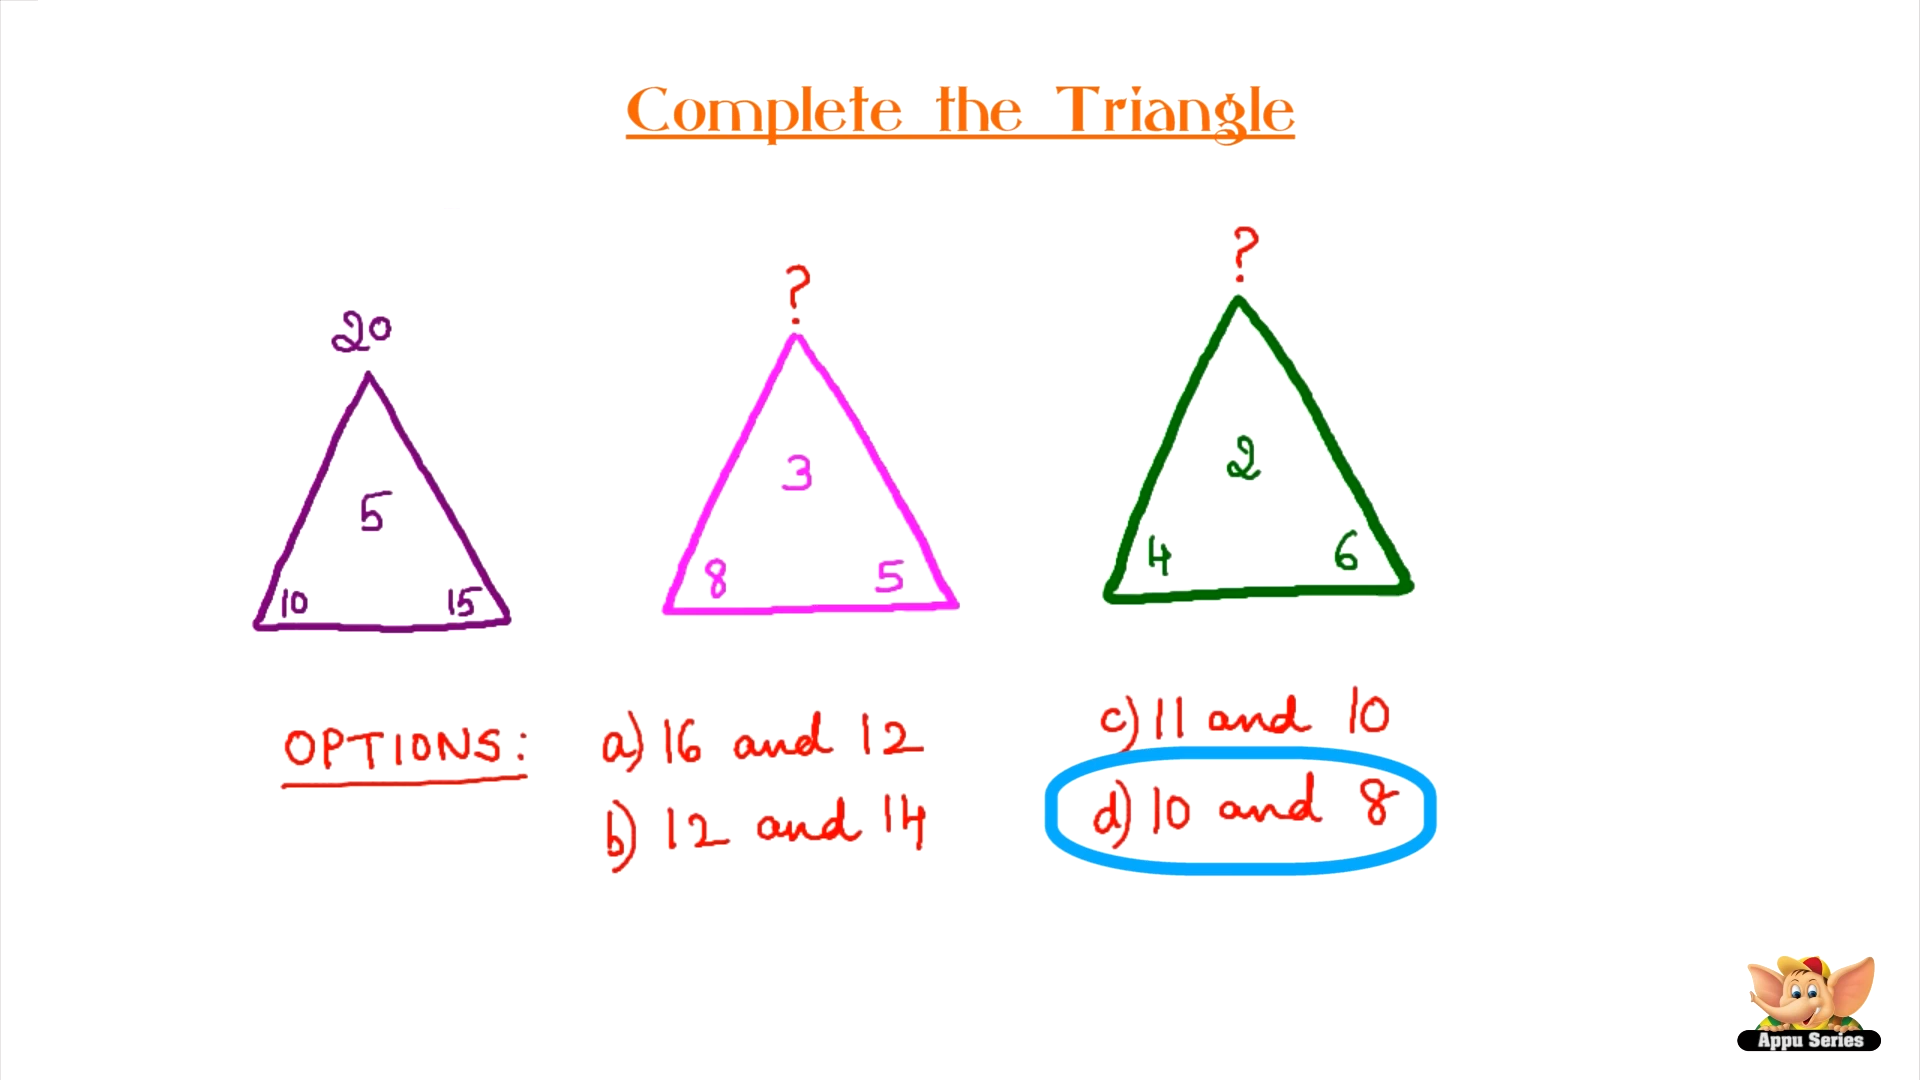 Complete the Triangle
20
5
10 15
?
3
8 5
?
2
4 6
OPTIONS:
a) 16 and 12
b) 12 and 14
c) 11 and 10
d) 10 and 8
Appu Series